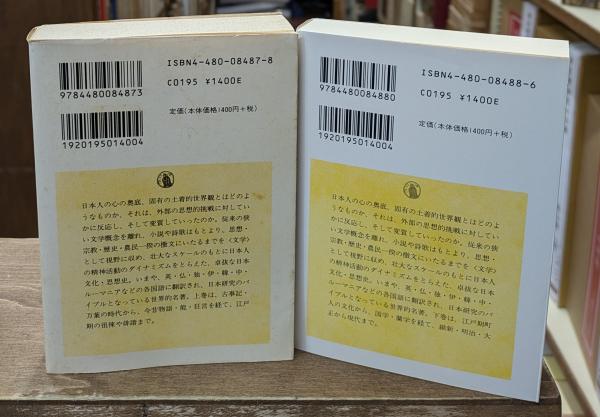 ISBN4-480-08487-8
C0195 ¥1400E
9784480084873
定価(本体価格1400円+税)
1920195014004
日本人の心の奥底、固有の土着的世界観とはどのよ
うなものか、それは、外部の思想的挑戦に対してい
かに反応し、そして変質していったのか。従来の狭
い文学概念を離れ、小説や詩歌はもとより、思想・
宗教・歴史・農民一揆の檄文にいたるまでを〈文学〉
として視野に収め、壮大なスケールのもとに日本人
の精神活動のダイナミズムをとらえた、卓抜な日本
文化・思想史。いまや、英・仏・独・伊・韓・中・
ルーマニアなどの各国語に翻訳され、日本研究のバ
イブルとなっている世界的名著。上巻は、古事記・
万葉の時代から、今昔物語・能・狂言を経て、江戸
期の徂徠や俳諧まで。
ISBN4-480-08488-6
C0195 ¥1400E
9784480084880
定価(本体価格1400円+税)
1920195014004
日本人の心の奥底、固有の土着的世界観とはどのよ
うなものか、それは、外部の思想的挑戦に対してい
かに反応し、そして変質していったのか。従来の狭
い文学概念を離れ、小説や詩歌はもとより、思想・
宗教・歴史・農民一揆の檄文にいたるまでを〈文学〉
として視野に収め、壮大なスケールのもとに日本人
の精神活動のダイナミズムをとらえた、卓抜な日本
文化・思想史。いまや、英・仏・独・伊・韓・中・
ルーマニアなどの各国語に翻訳され、日本研究のバ
イブルとなっている世界的名著。下巻は、江戸期町
人の文化から、国学・蘭学を経て、維新・明治・大
正から現代まで。